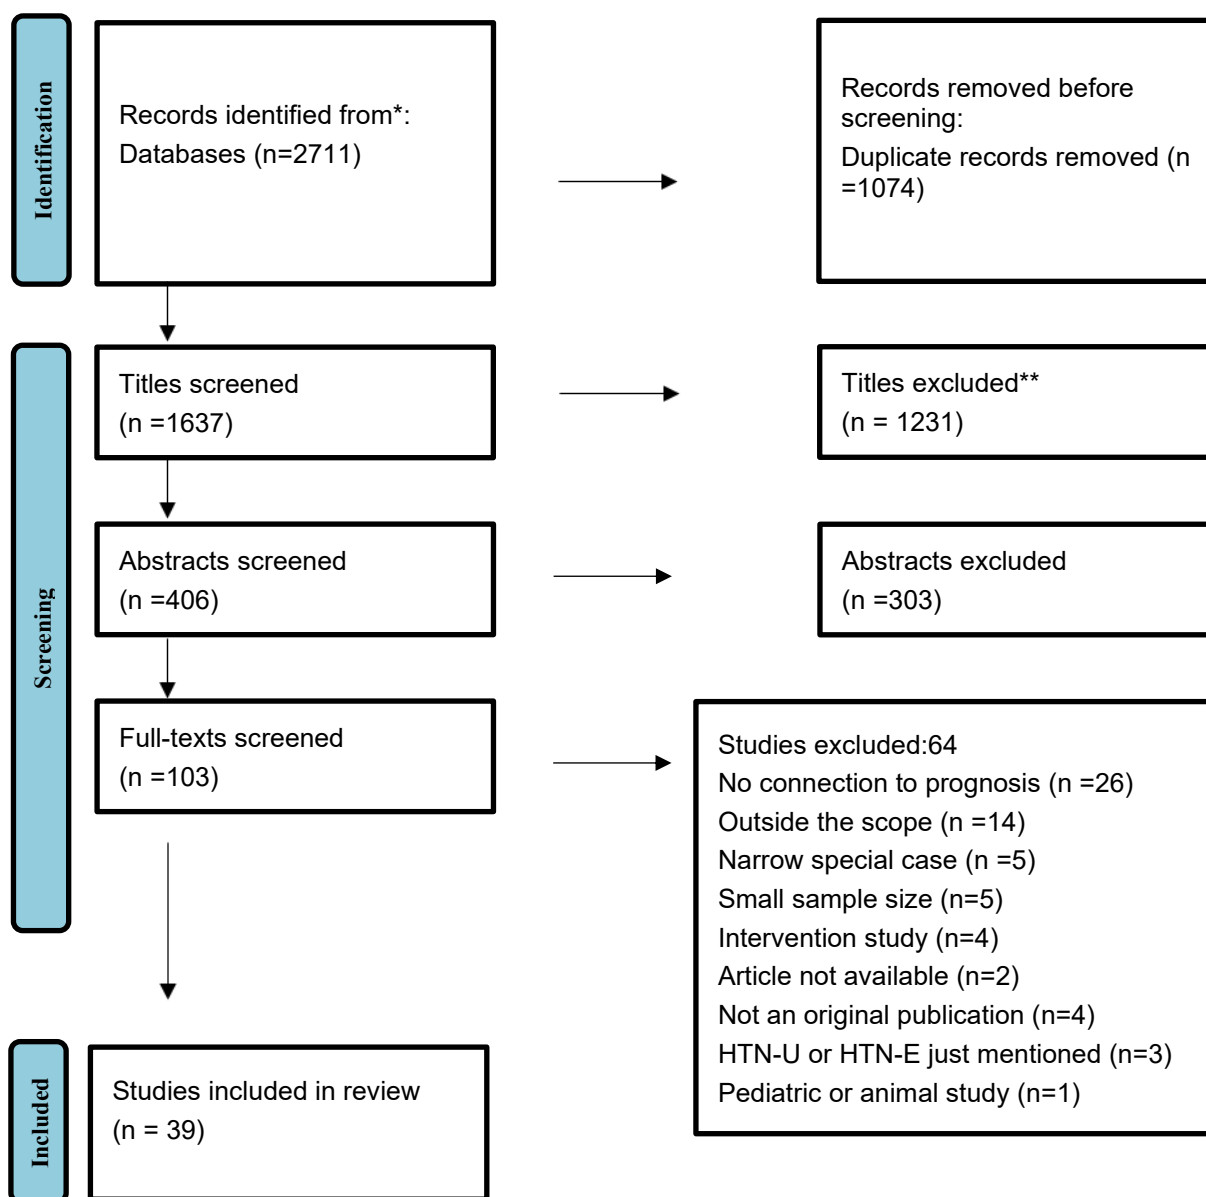 Identification
Records identified from*:
Databases (n=2711)
Records removed before
screening:
Duplicate records removed (n
=1074)
Screening
Titles screened
(n =1637)
Titles excluded**
(n = 1231)
Abstracts screened
(n =406)
Abstracts excluded
(n =303)
Full-texts screened
(n =103)
Studies excluded:64
No connection to prognosis (n =26)
Outside the scope (n =14)
Narrow special case (n =5)
Small sample size (n=5)
Intervention study (n=4)
Article not available (n=2)
Not an original publication (n=4)
HTN-U or HTN-E just mentioned (n=3)
Pediatric or animal study (n=1)
Included
Studies included in review
(n = 39)